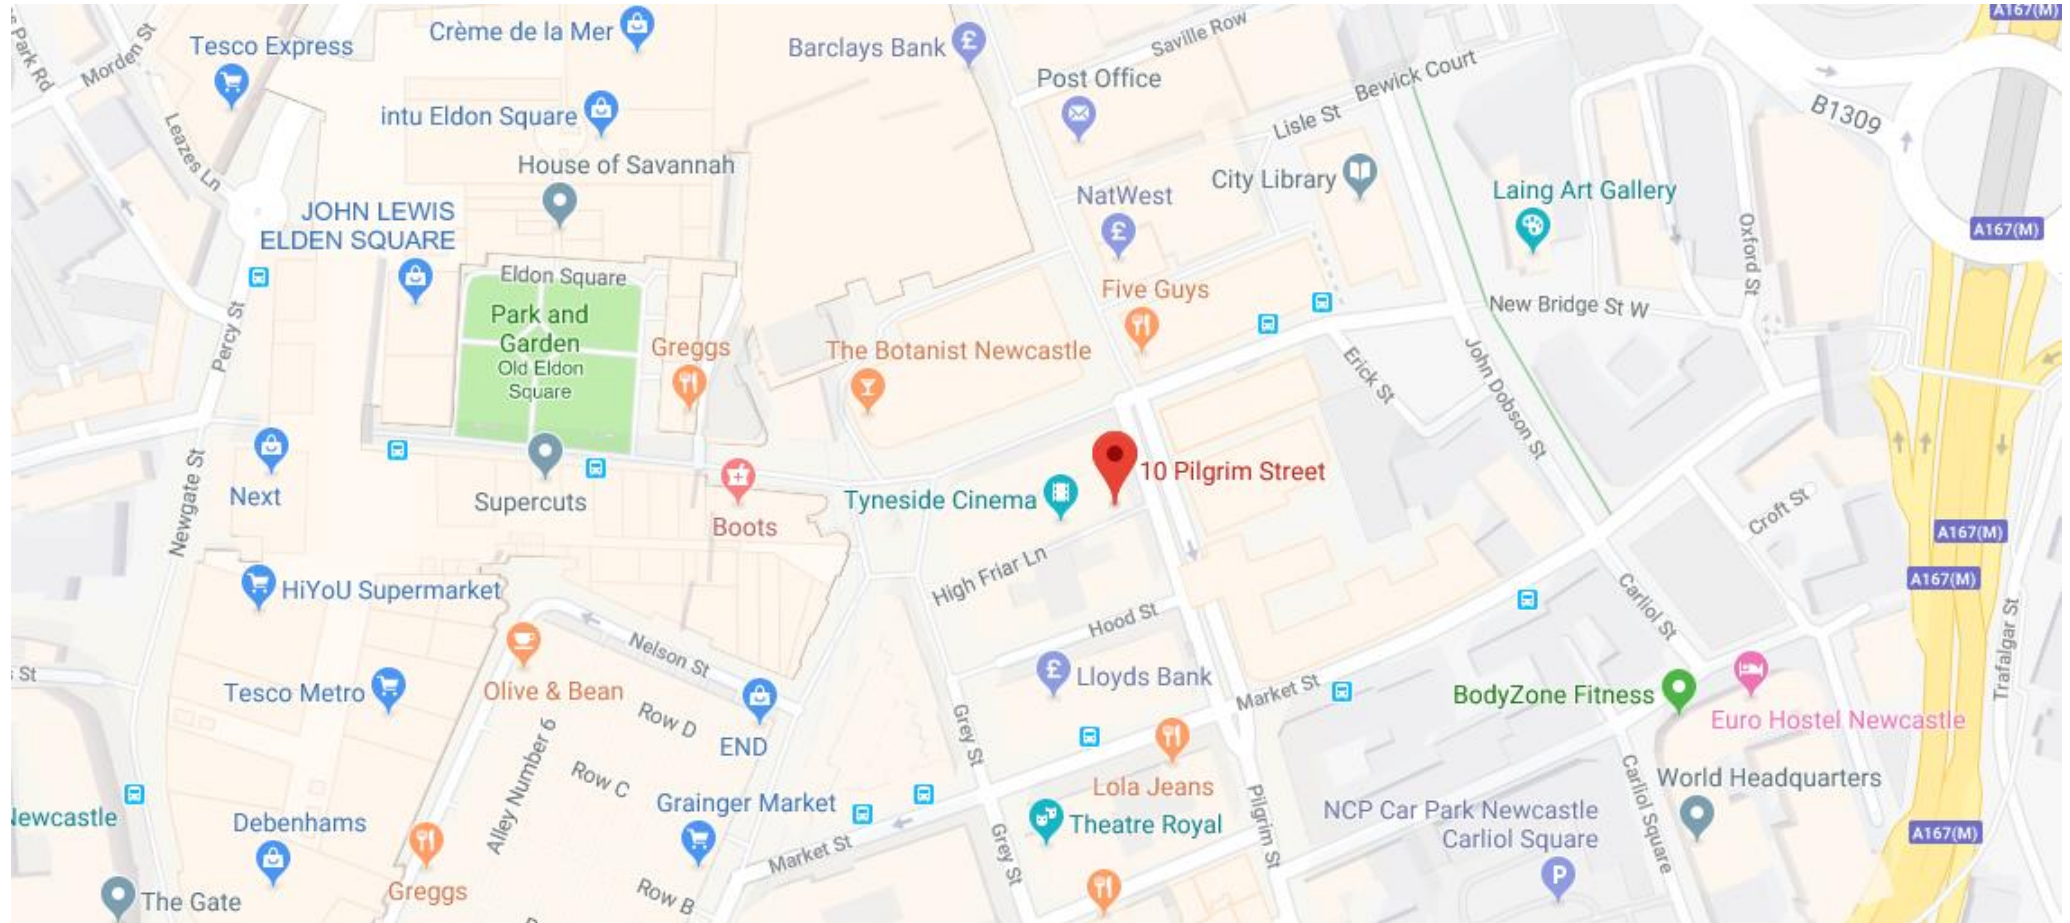 A167(M)
Crème de la Mer
Saville Row
Park Rd
Tesco Express
Barclays Bank
Morden St
Bewick Court
Post Office
intu Eldon Square
B1309
Lisle St
Leazes Ln
House of Savannah
City Library
NatWest
Laing Art Gallery
JOHN LEWIS
ELDEN SQUARE
A167(M)
Oxford St
Eldon Square
Five Guys
New Bridge St W
Park and
Garden
Old Eldon
Square
Percy St
Greggs
The Botanist Newcastle
Erick St
John Dobson St
10 Pilgrim Street
Next
Supercuts
Tyneside Cinema
Newgate St
Boots
Croft St
A167(M)
High Friar Ln
A167(M)
HiYoU Supermarket
Carliol St
Hood St
Nelson St
Trafalgar St
St
Lloyds Bank
Tesco Metro
Olive & Bean
Market St
BodyZone Fitness
Row D
Euro Hostel Newcastle
Grey St
END
Alley Number 6
Row C
Lola Jeans
World Headquarters
Grainger Market
NCP Car Park Newcastle
Carliol Square
Newcastle
Debenhams
Theatre Royal
Pilgrim St
Carliol Square
A167(M)
Market St
Grey St
Greggs
Row B
The Gate